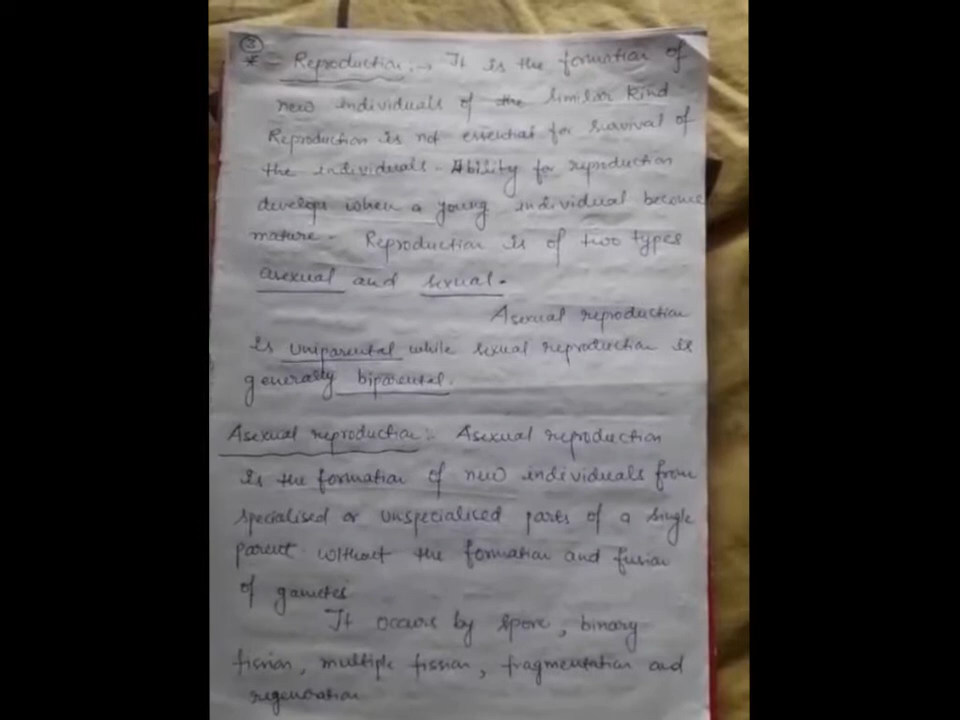 ③
* - Reproduction :→ It is the formation of
new individuals of the similar kind
Reproduction is not essential for survival of
the individuals - Ability for reproduction
develops when a young individual become
mature - Reproduction is of two types
asexual and sexual.
Asexual reproduction
is uniparental while sexual reproduction is
generally biparental.
Asexual reproduction :- Asexual reproduction
is the formation of new individuals from
specialised or unspecialised parts of a single
parent without the formation and fusion
of gametes
It occurs by spore, binary
fission, multiple fission, fragmentation and
regeneration